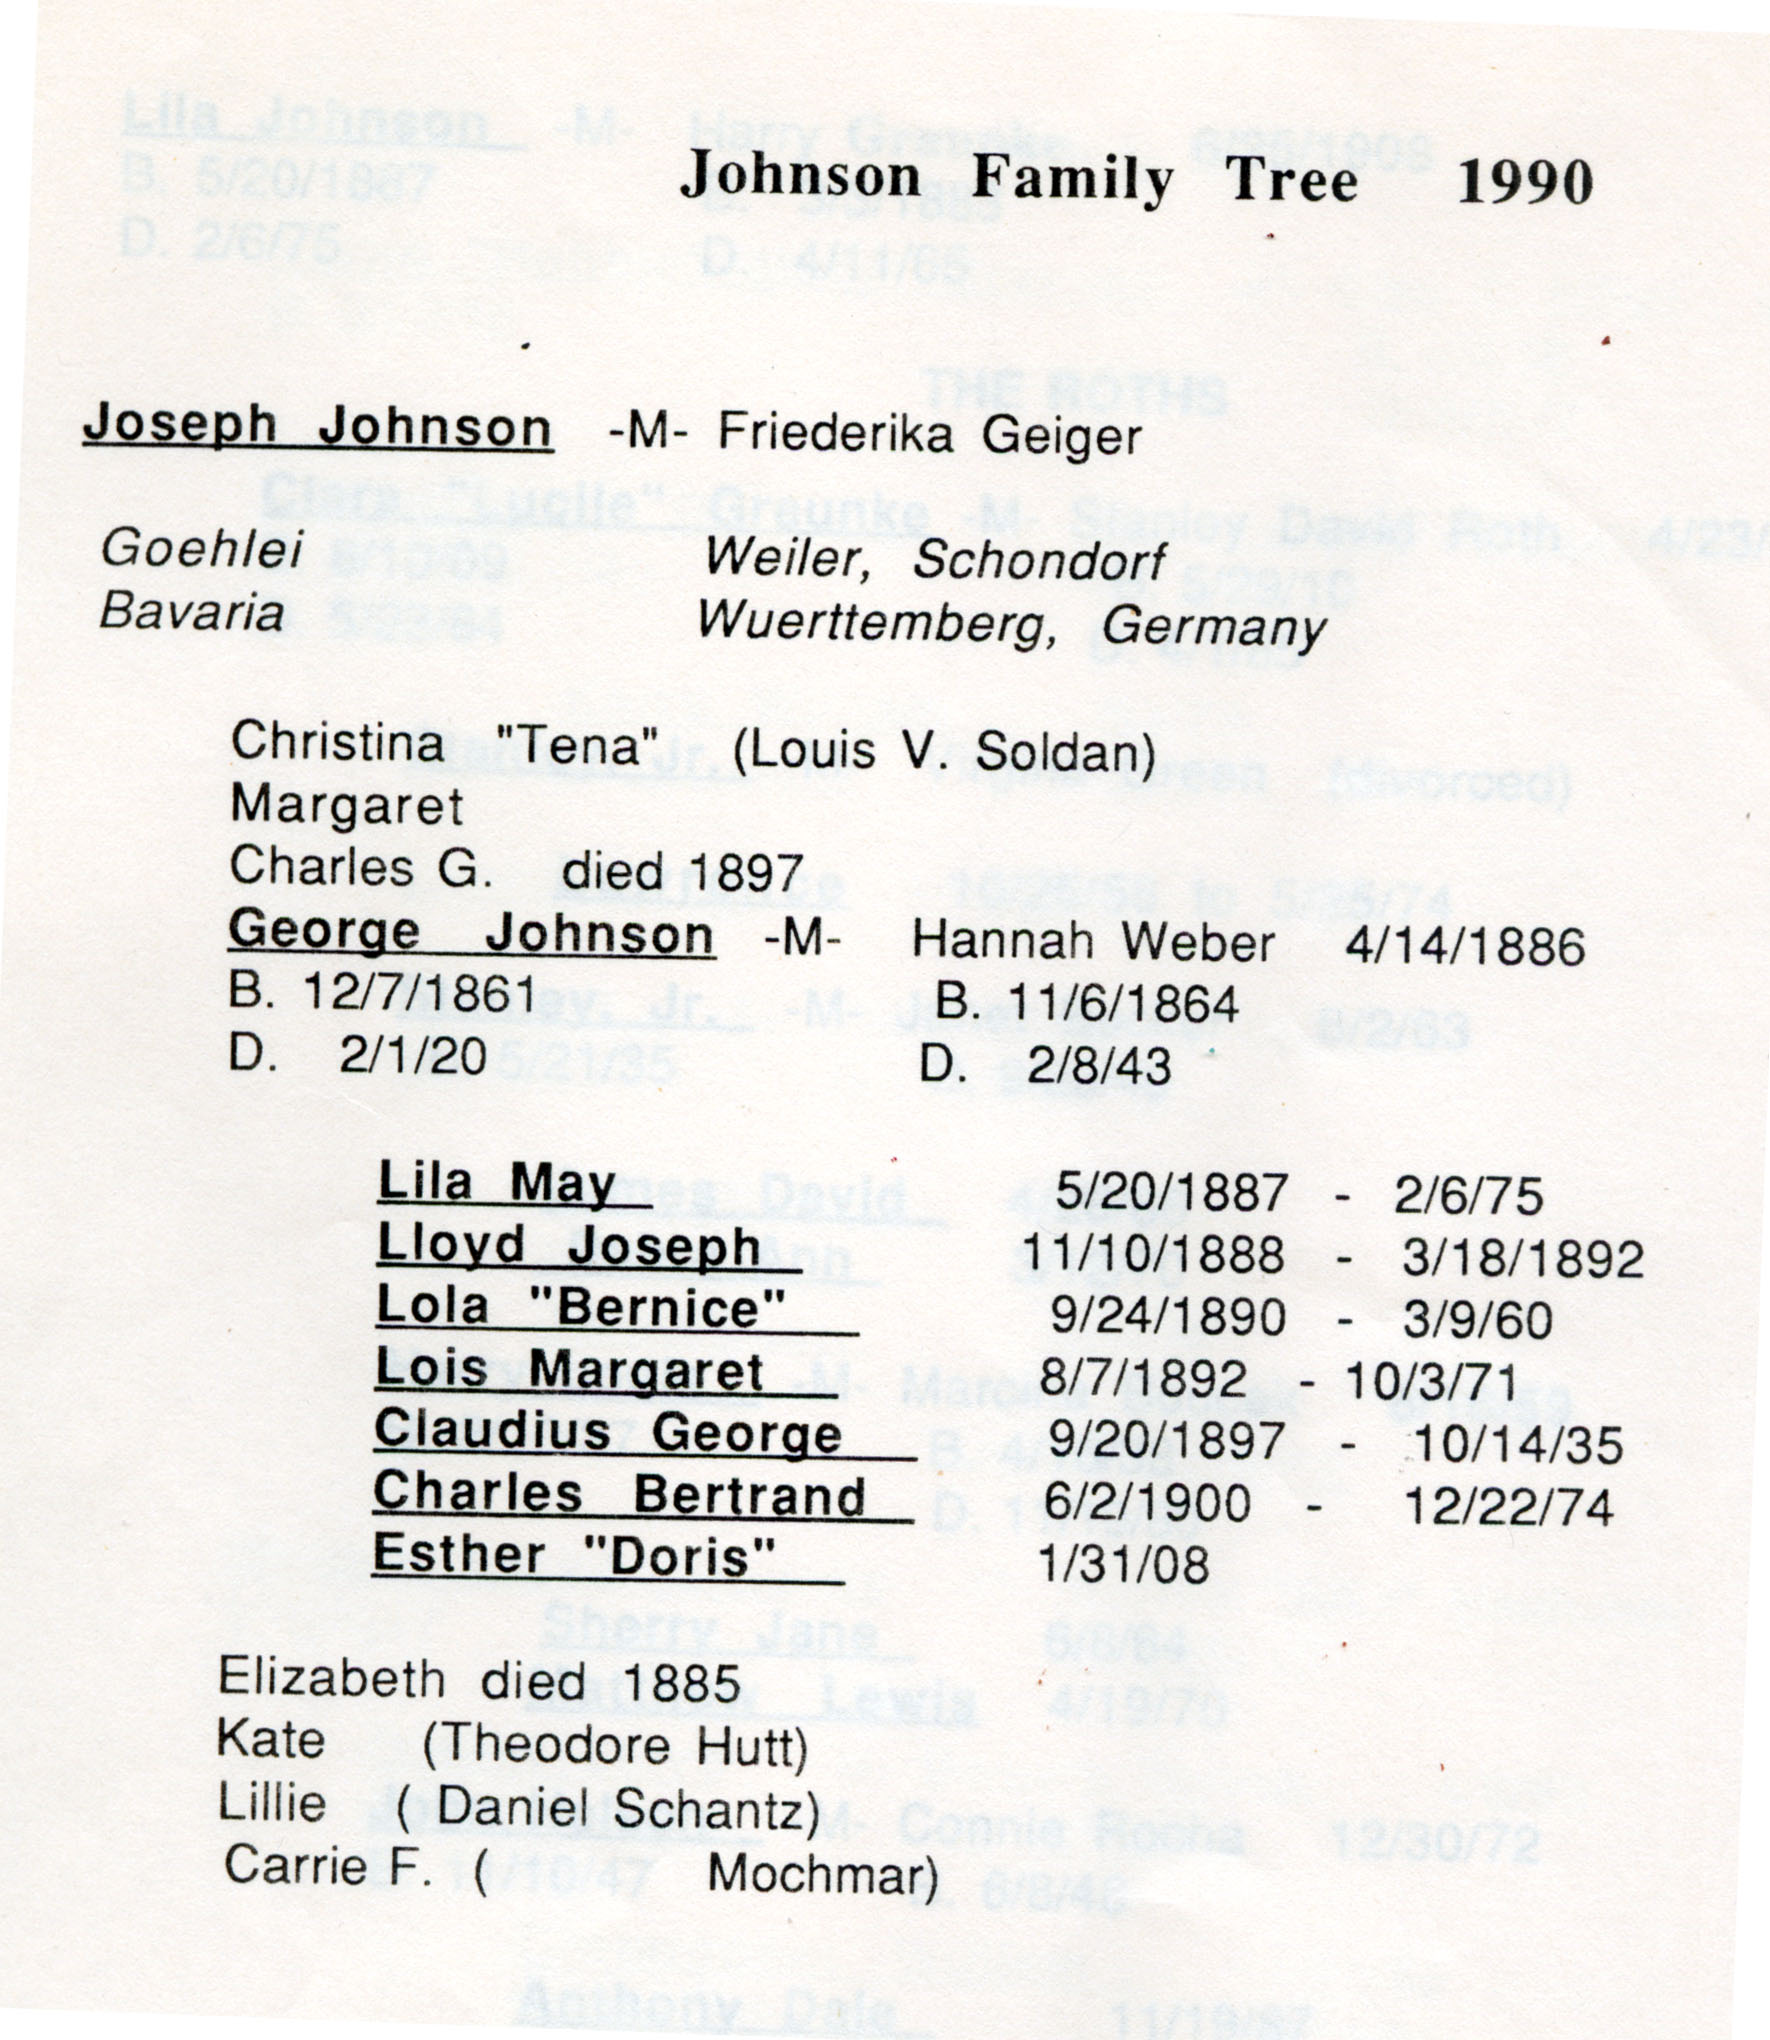 Johnson Family Tree 1990
Joseph Johnson -M- Friederika Geiger
Goehlei Weiler, Schondorf
Bavaria Wuerttemberg, Germany
Christina "Tena" (Louis V. Soldan)
Margaret
Charles G. died 1897
George Johnson -M- Hannah Weber 4/14/1886
B. 12/7/1861 B. 11/6/1864
D. 2/1/20 D. 2/8/43
Lila May 5/20/1887 - 2/6/75
Lloyd Joseph 11/10/1888 - 3/18/1892
Lola "Bernice" 9/24/1890 - 3/9/60
Lois Margaret 8/7/1892 - 10/3/71
Claudius George 9/20/1897 - 10/14/35
Charles Bertrand 6/2/1900 - 12/22/74
Esther "Doris" 1/31/08
Elizabeth died 1885
Kate (Theodore Hutt)
Lillie ( Daniel Schantz)
Carrie F. ( Mochmar)